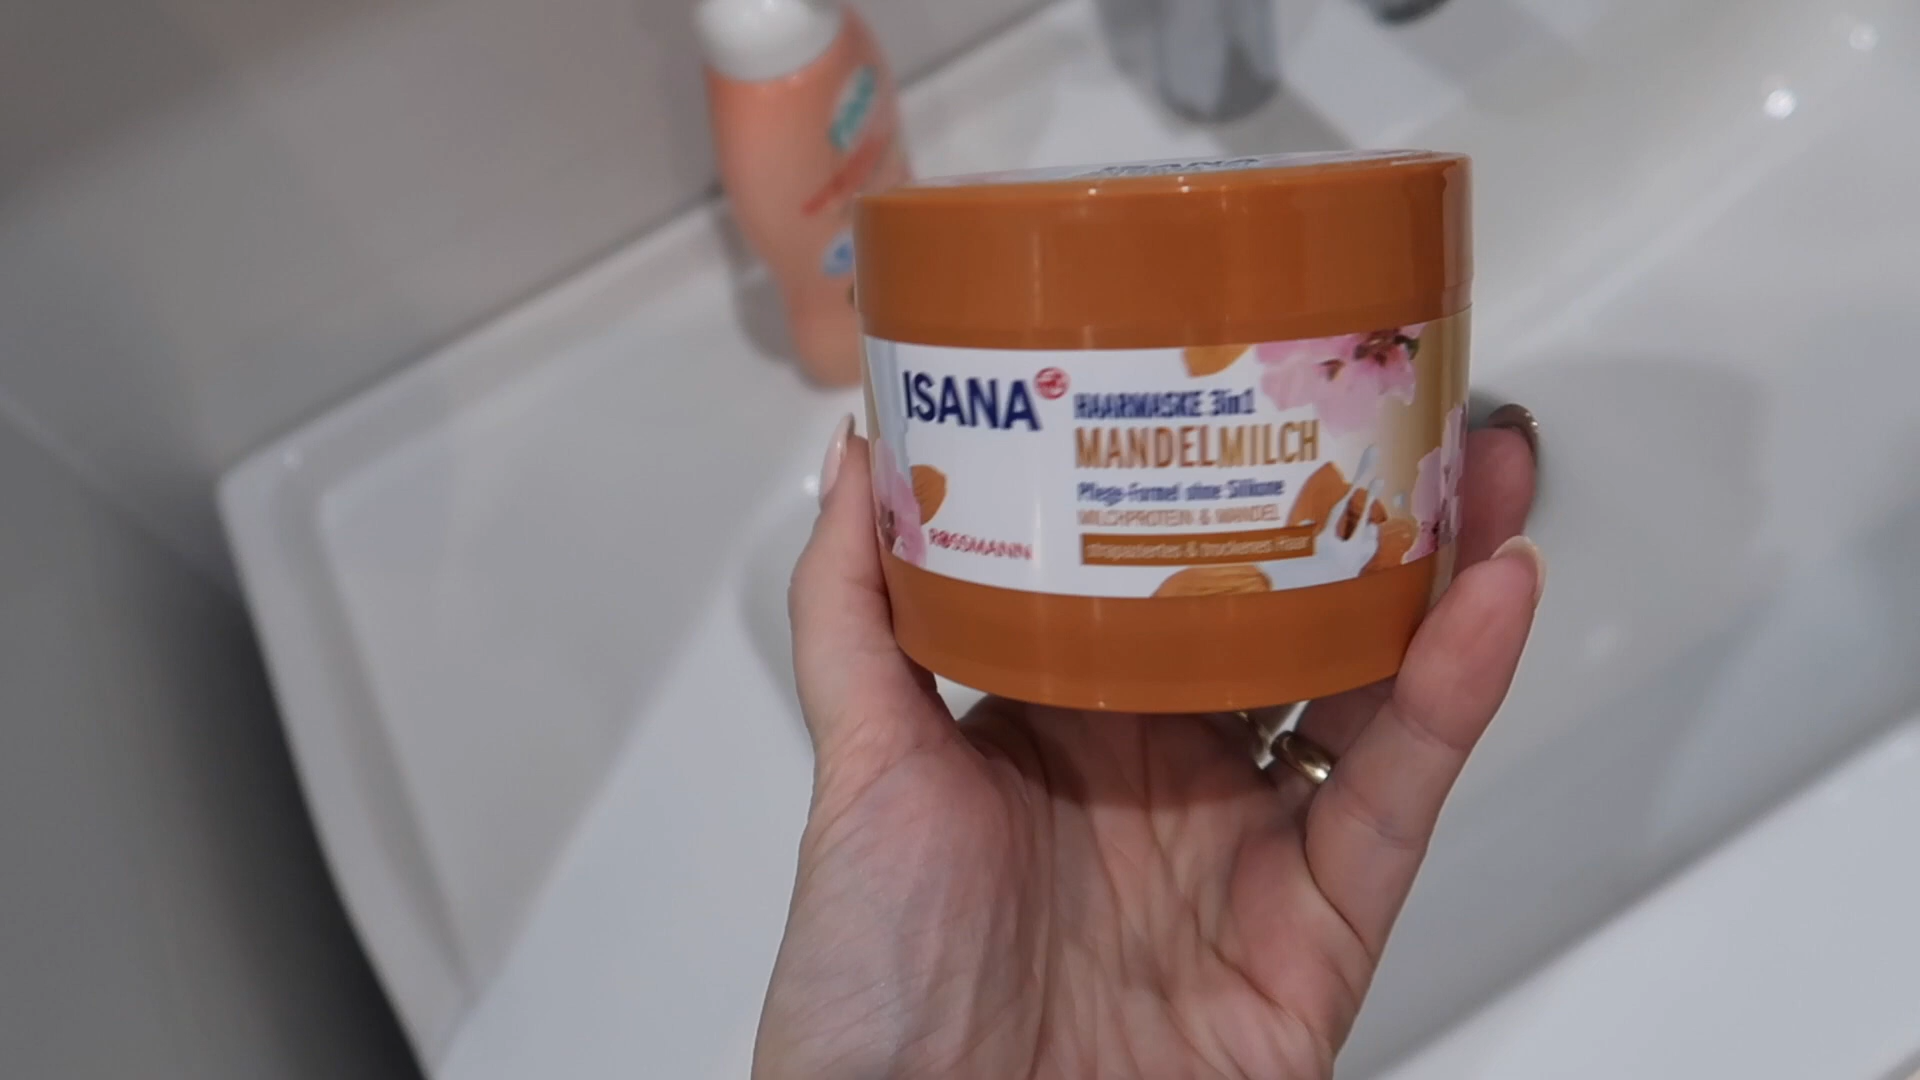 ISANA
HAARMASKE 3in1
MANDELMILCH
Pflege-Formel ohne Silikone
MILCHPROTEIN & MANDEL
strapaziertes & trockenes Haar
ROSSMANN